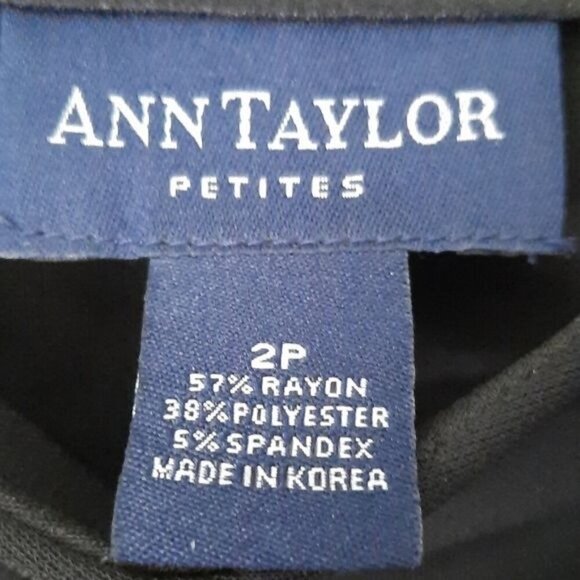 ANN TAYLOR
PETITES
2P
57% RAYON
38% POLYESTER
5% SPANDEX
MADE IN KOREA